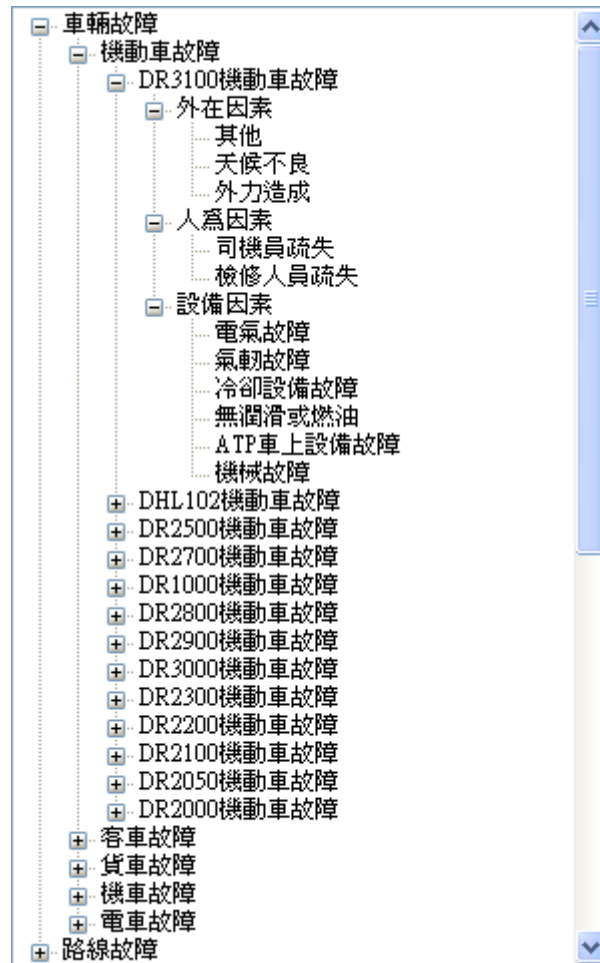 車輛故障
機動車故障
DR3100機動車故障
外在因素
其他
天候不良
外力造成
人爲因素
司機員疏失
檢修人員疏失
設備因素
電氣故障
氣軔故障
冷卻設備故障
無潤滑或燃油
ATP車上設備故障
機械故障
DHL102機動車故障
DR2500機動車故障
DR2700機動車故障
DR1000機動車故障
DR2800機動車故障
DR2900機動車故障
DR3000機動車故障
DR2300機動車故障
DR2200機動車故障
DR2100機動車故障
DR2050機動車故障
DR2000機動車故障
客車故障
貨車故障
機車故障
電車故障
路線故障